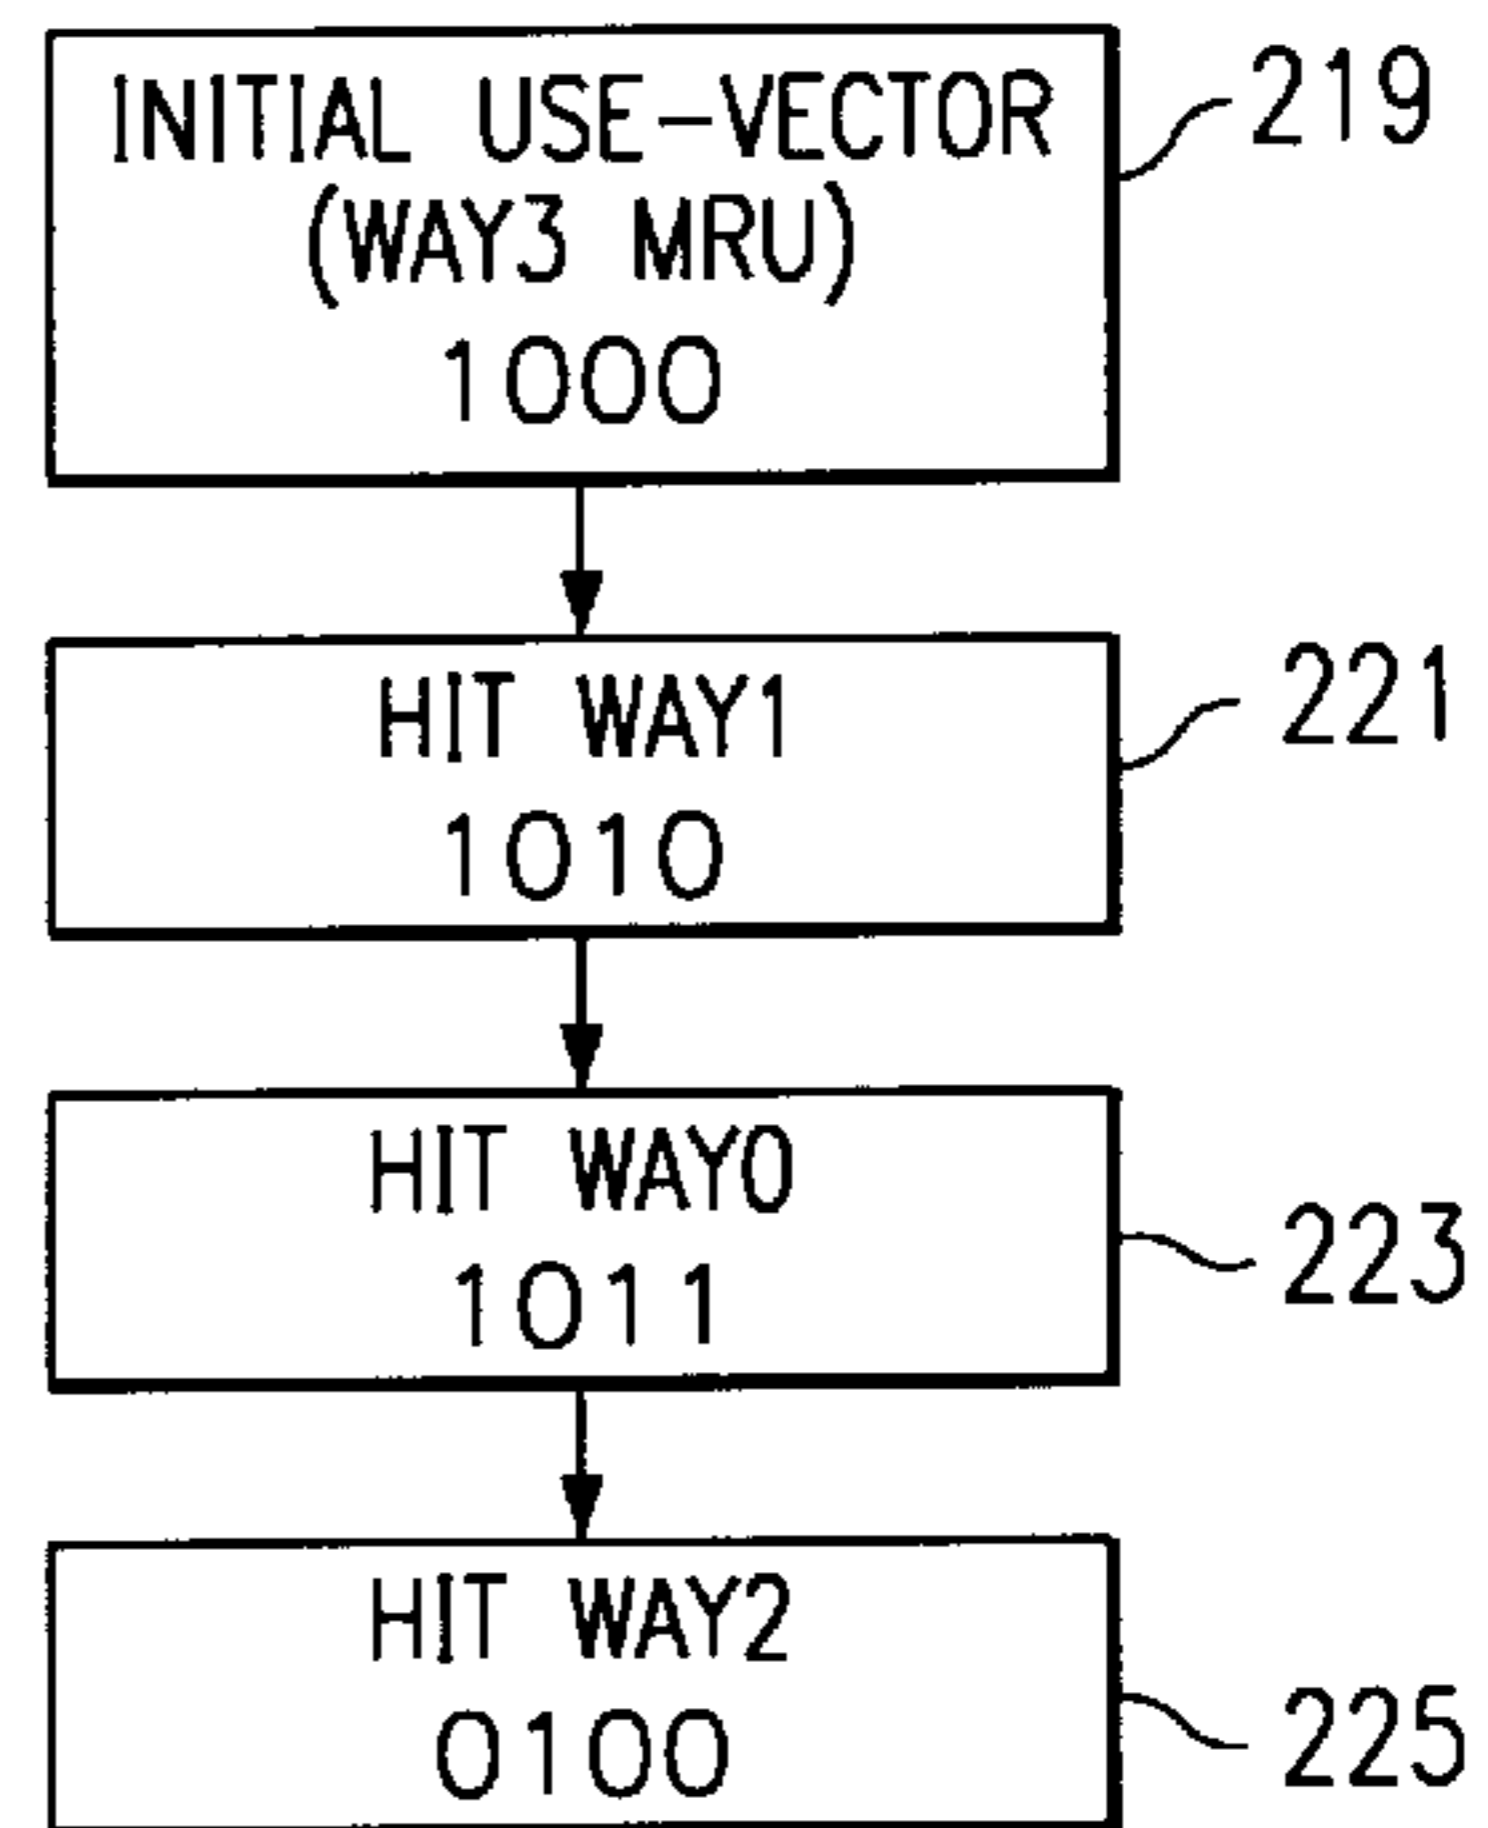 INITIAL USE-VECTOR
219
(WAY3 MRU)
1000
HIT WAY1
221
1010
HIT WAY0
1011
223
HIT WAY2
0100
225